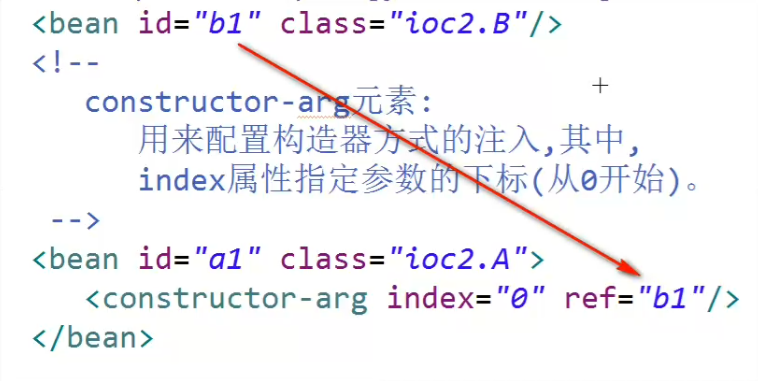 <bean id="b1" class="ioc2.B"/>
<!--
constructor-arg元素:
用来配置构造器方式的注入,其中,
index属性指定参数的下标(从0开始)。
-->
<bean id="a1" class="ioc2.A">
<constructor-arg index="0" ref="b1"/>
</bean>